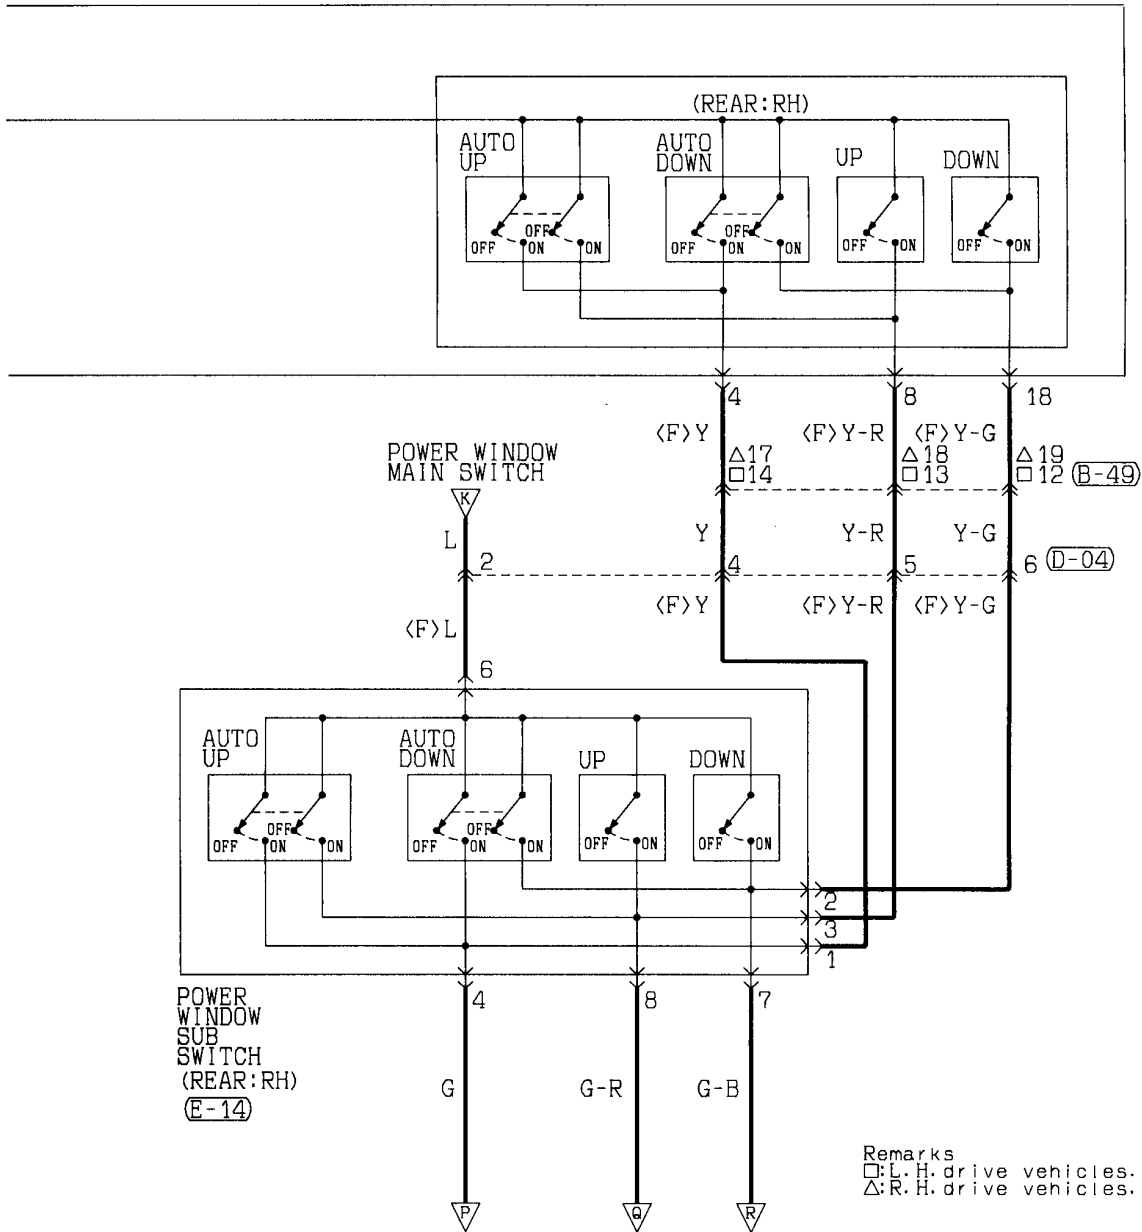 (REAR:RH)
AUTO
UP
AUTO
DOWN
UP
DOWN
OFF OFF ON ON
OFF OFF ON ON
OFF ON
OFF ON
4 8 18
〈F〉Y 〈F〉Y-R 〈F〉Y-G
△17 △18 △19
□14 □13 □12 (B-49)
POWER WINDOW
MAIN SWITCH
K
L Y Y-R Y-G
2 4 5 6 (D-04)
〈F〉L 〈F〉Y 〈F〉Y-R 〈F〉Y-G
6
AUTO
UP
AUTO
DOWN
UP
DOWN
OFF OFF ON ON
OFF OFF ON ON
OFF ON
OFF ON
2
3
1
4 8 7
POWER
WINDOW
SUB
SWITCH
(REAR:RH)
(E-14)
G G-R G-B
P Q R
Remarks
□:L.H.drive vehicles.
△:R.H.drive vehicles.